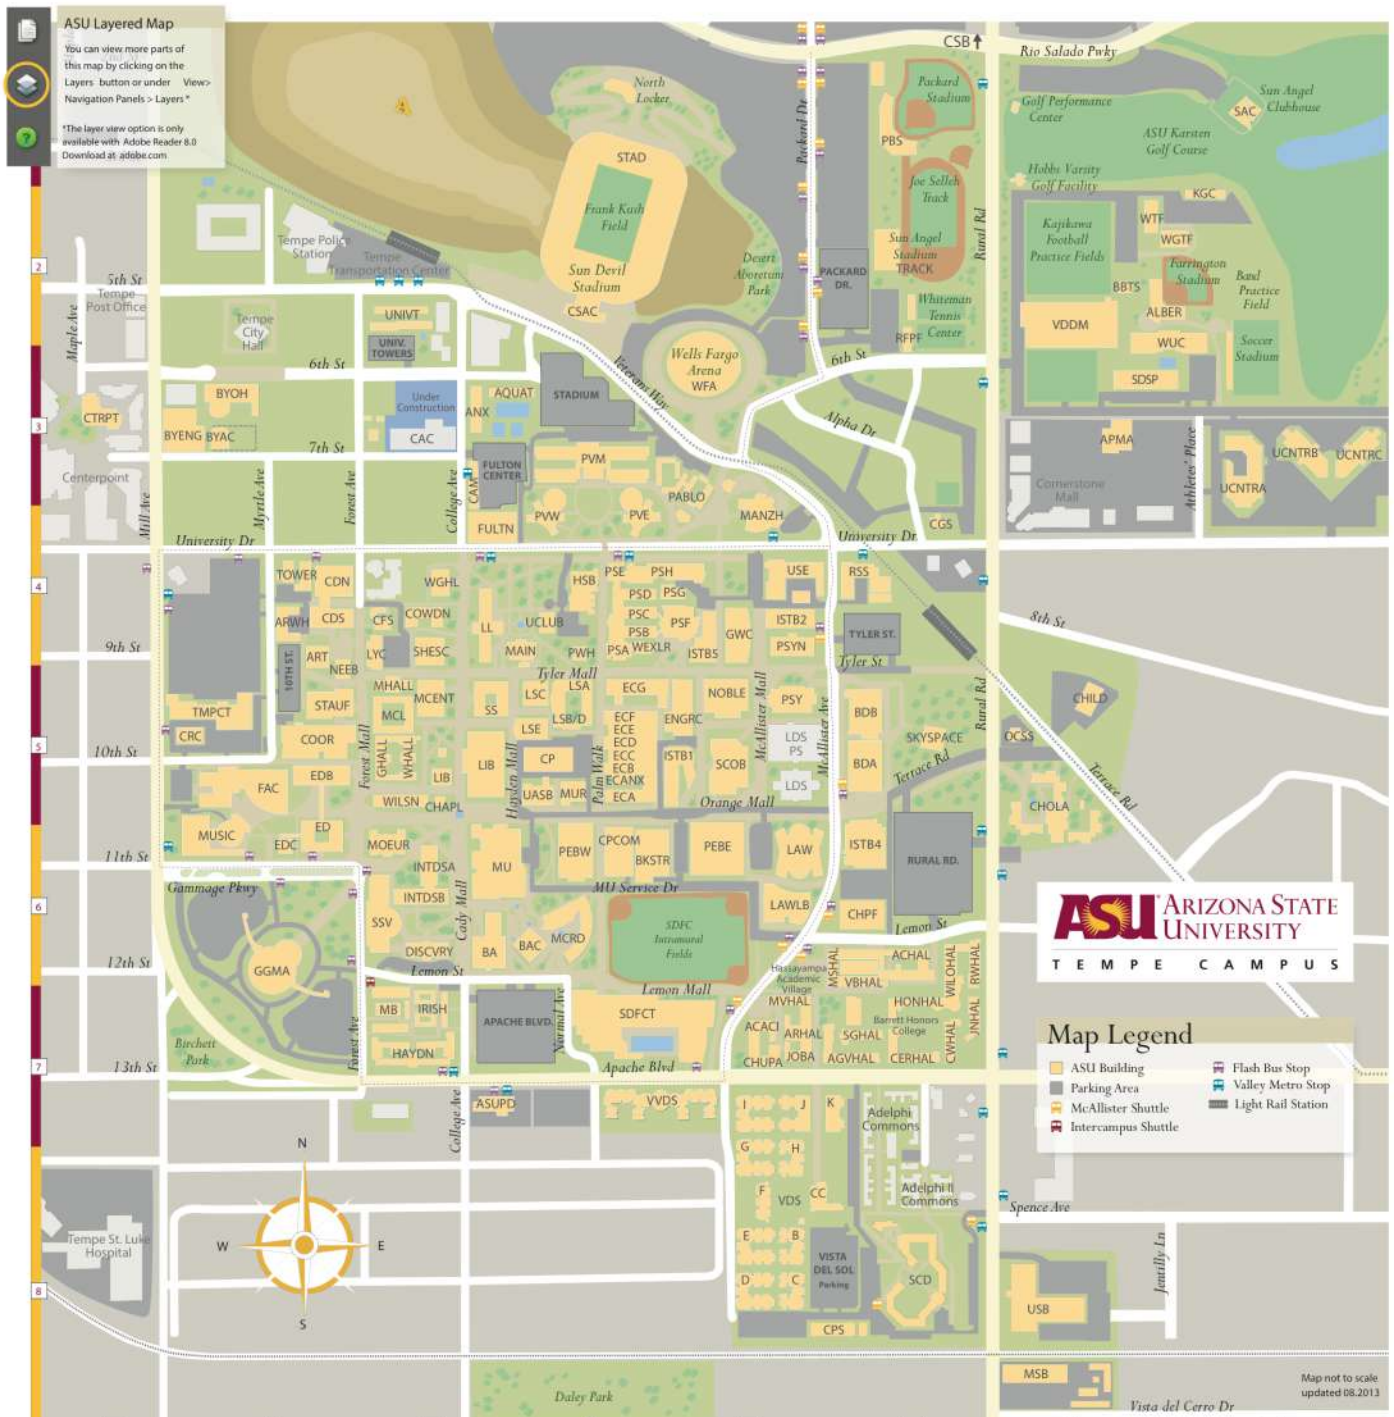 ASU Layered Map
You can view more parts of
this map by clicking on the
Layers button or under View>
Navigation Panels > Layers*
*The layer view option is only
available with Adobe Reader 8.0
Download at adobe.com
CSB
Rio Salado Pwky
North
Locker
Packard
Stadium
Packard Dr
Golf Performance
Center
SAC
Sun Angel
Clubhouse
ASU Karsten
Golf Course
PBS
STAD
Joe Selleh
Track
Hobbs Varsity
Golf Facility
KGC
Frank Kush
Field
Rural Rd
Kajikawa
Football
Practice Fields
WTF
WGTF
Tempe Police
Station
Tempe
Transportation Center
Sun Devil
Stadium
Desert
Aboretum
Park
PACKARD
DR.
Sun Angel
Stadium
TRACK
Farrington
Stadium
Band
Practice
Field
2
5th St
Tempe
Post Office
Maple Ave
Tempe
City
Hall
UNIVT
UNIV.
TOWERS
CSAC
Whiteman
Tennis
Center
RFPF
BBTS
ALBER
VDDM
WUC
Soccer
Stadium
SDSP
6th St
Veterans Way
Wells Fargo
Arena
WFA
6th St
BYOH
Under
Construction
CAC
ANX
AQUAT
STADIUM
Alpha Dr
3
CTRPT
BYENG
BYAC
7th St
Centerpoint
Mill Ave
Myrtle Ave
Forest Ave
College Ave
CAM
FULTON
CENTER
FULTN
PVM
PVW
PVE
PABLO
MANZH
CGS
APMA
Cornerstone
Mall
Athletes' Place
UCNTRA
UCNTRB
UCNTRC
University Dr
University Dr
4
TOWER
CDN
WGHL
HSB
PSE
PSH
PSD
PSG
USE
RSS
ARWH
CDS
CFS
COWDN
LL
UCLUB
PSC
PSB
PSF
GWC
ISTB2
TYLER ST.
8th St
9th St
10TH ST.
ART
NEEB
LYC
SHESC
MAIN
PWH
PSA
WEXLR
ISTB5
PSYN
Tyler St
Tyler Mall
MHALL
MCENT
LSC
LSA
ECG
NOBLE
McAllister Mall
PSY
McAllister Ave
Rural Rd
CHILD
TMPCT
STAUF
MCL
SS
LSE
LSB/D
ECF
ECE
ECD
ECC
ECB
ECANX
ECA
ENGRC
BDB
SKYSPACE
OCSS
5
CRC
COOR
Forest Mall
GHALL
WHALL
LDS
PS
10th St
EDB
LIB
LIB
Hayden Mall
CP
Palm Walk
ISTB1
SCOB
BDA
Terrace Rd
Terrace Rd
FAC
WILSN
CHAPL
UASB
MUR
Orange Mall
LDS
CHOLA
MUSIC
EDC
ED
MOEUR
MU
PEBW
CPCOM
BKSTR
PEBE
LAW
ISTB4
RURAL RD.
11th St
INTDSA
Gammage Pkwy
INTDSB
MU Service Dr
6
SSV
Cady Mall
LAWLB
CHPF
Lemon St
ASU ARIZONA STATE
UNIVERSITY
TEMPE CAMPUS
GGMA
DISCVRY
BA
BAC
MCRD
SDFC
Intramural
Fields
12th St
Lemon St
Lemon Mall
Hassayampa
Academic
Village
MSHAL
ACHAL
VBHAL
WILOHAL
RWHAL
MB
IRISH
APACHE BLVD.
Normal Ave
SDFCT
MVHAL
HONHAL
JNHAL
Barrett Honors
College
Birchett
Park
Forest Ave
HAYDN
ACACI
ARHAL
SGHAL
CWHAL
CHUPA
JOBA
AGVHAL
CERHAL
7
13th St
Apache Blvd
Map Legend
ASU Building
Parking Area
McAllister Shuttle
Intercampus Shuttle
Flash Bus Stop
Valley Metro Stop
Light Rail Station
College Ave
ASUPD
VVDS
I
J
K
Adelphi
Commons
N
G
H
F
VDS
CC
Adelphi II
Commons
Spence Ave
Tempe St. Luke
Hospital
W
E
E
B
VISTA
DEL SOL
Parking
Jentilly Ln
D
C
SCD
8
S
USB
CPS
MSB
Map not to scale
updated 08.2013
Daley Park
Vista del Cerro Dr